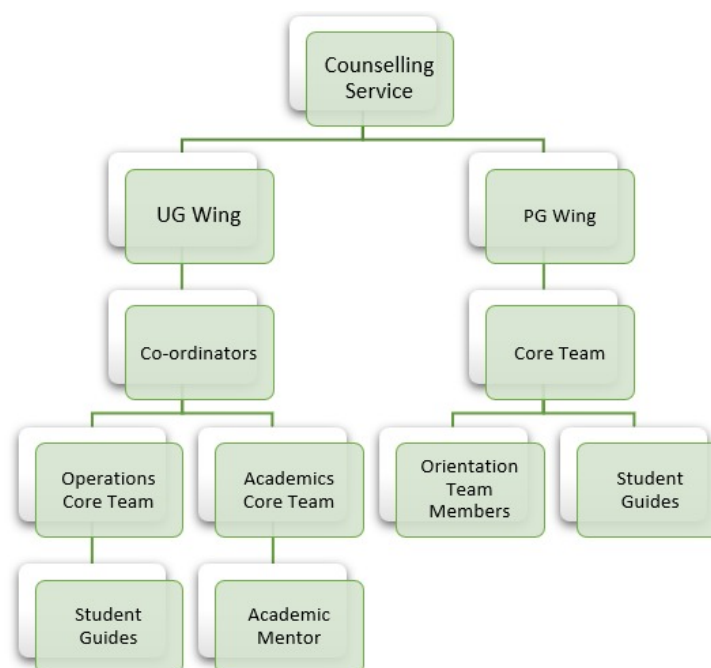 Counselling
Service
UG Wing
PG Wing
Co-ordinators
Core Team
Operations
Core Team
Academics
Core Team
Orientation
Team
Members
Student
Guides
Student
Guides
Academic
Mentor